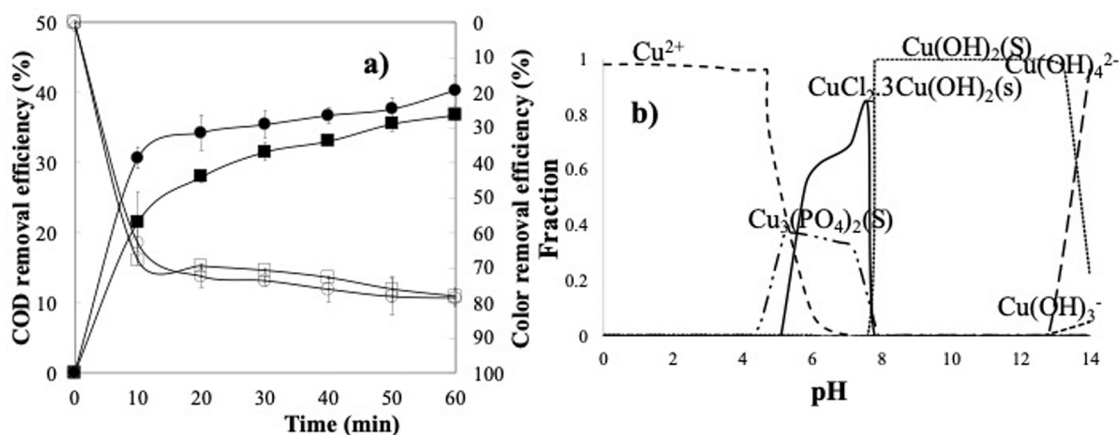 a)
COD removal efficiency (%)
50
40
30
20
10
0
0
10
20
30
40
50
60
70
80
90
100
Color removal efficiency (%)
0 10 20 30 40 50 60
Time (min)
b)
Fraction
1
0.8
0.6
0.4
0.2
0
0 2 4 6 8 10 12 14
pH
Cu²⁺
Cu(OH)₂(S)
Cu(OH)₄²⁻
CuCl₂.3Cu(OH)₂(s)
Cu₃(PO₄)₂(S)
Cu(OH)₃⁻